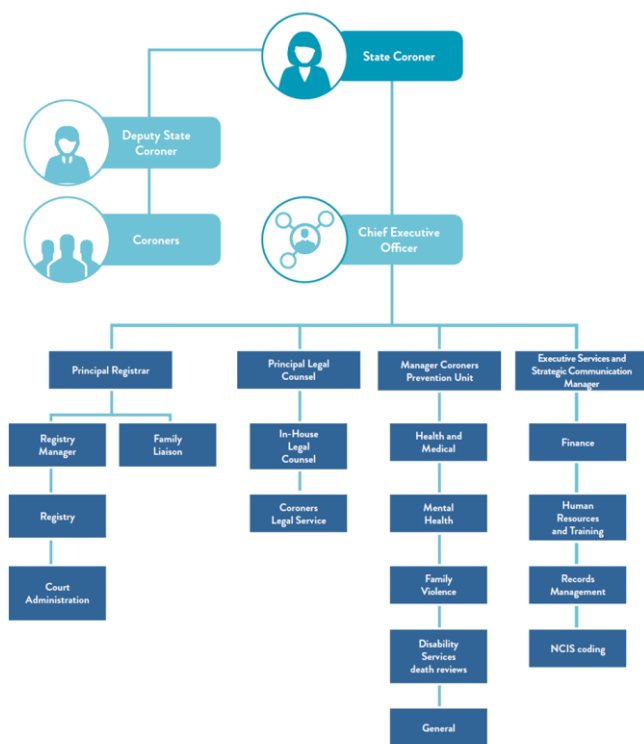 State Coroner
Deputy State
Coroner
Coroners
Chief Executive
Officer
Principal Registrar
Principal Legal
Counsel
Manager Coroners
Prevention Unit
Executive Services and
Strategic Communication
Manager
Registry
Manager
Family
Liaison
In-House
Legal
Counsel
Health and
Medical
Finance
Registry
Coroners
Legal Service
Mental
Health
Human
Resources
and Training
Court
Administration
Family
Violence
Records
Management
Disability
Services
death reviews
NCIS coding
General